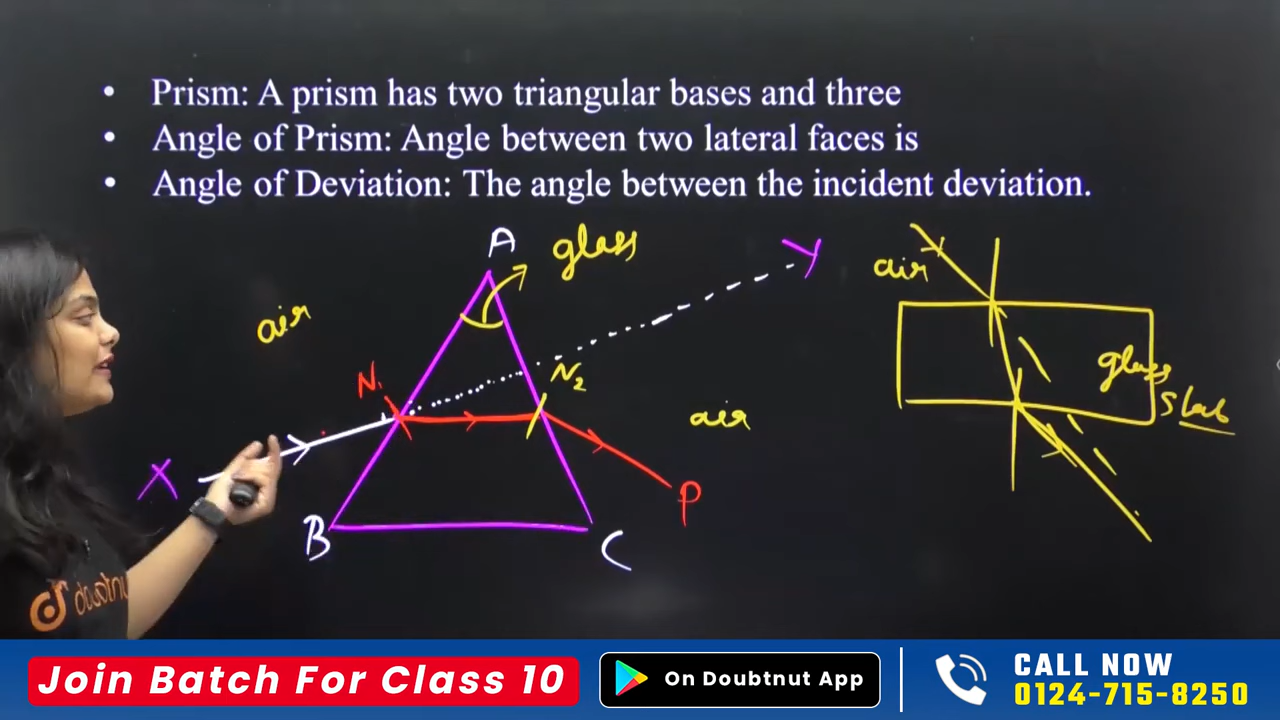 • Prism: A prism has two triangular bases and three
• Angle of Prism: Angle between two lateral faces is
• Angle of Deviation: The angle between the incident deviation.
A
glass
Y
air
air
N1
N2
glass
slab
air
X
P
B
C
doubtnut
Join Batch For Class 10
On Doubtnut App
CALL NOW
0124-715-8250